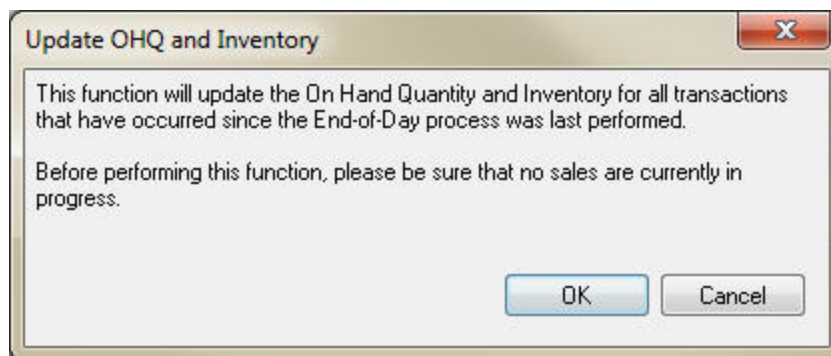 Update OHQ and Inventory
This function will update the On Hand Quantity and Inventory for all transactions
that have occurred since the End-of-Day process was last performed.
Before performing this function, please be sure that no sales are currently in
progress.
OK Cancel